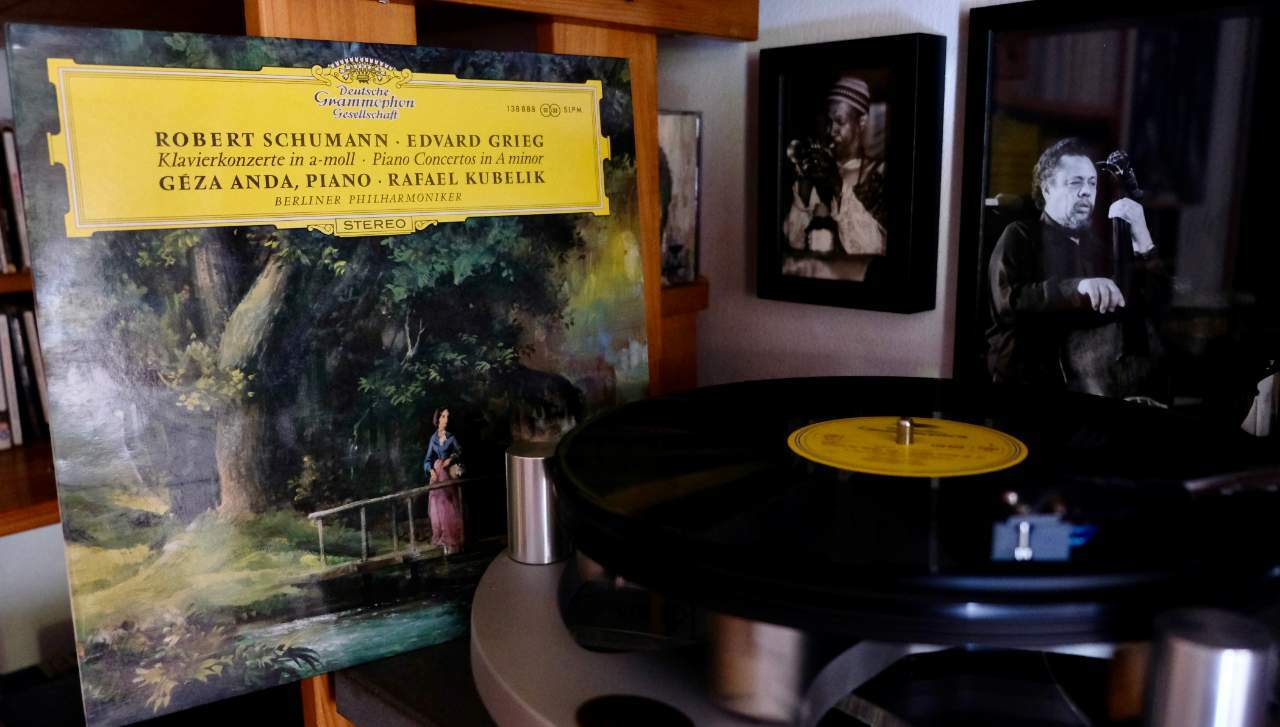 Deutsche
Grammophon
Gesellschaft
138 888 SLPM
ROBERT SCHUMANN · EDVARD GRIEG
Klavierkonzerte in a-moll · Piano Concertos in A minor
GÉZA ANDA, PIANO · RAFAEL KUBELIK
BERLINER PHILHARMONIKER
STEREO